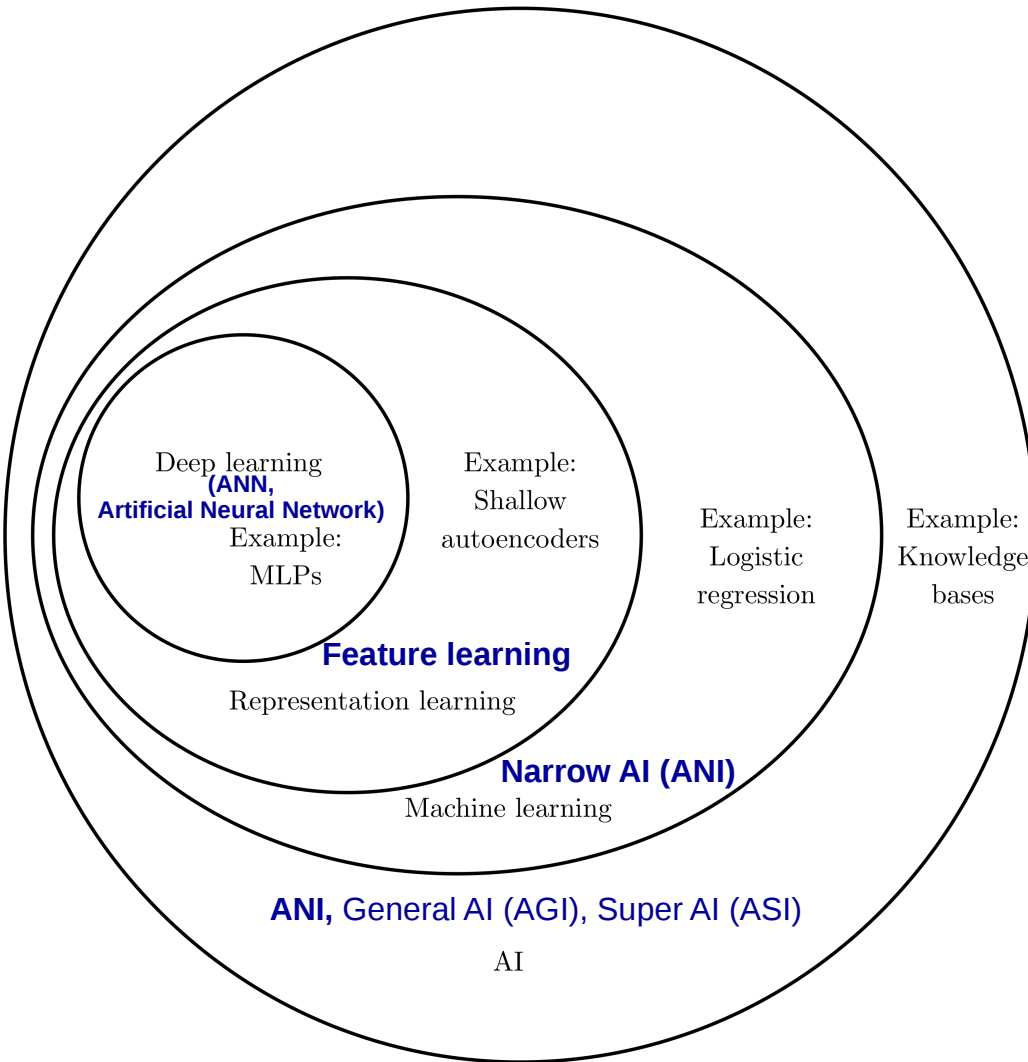 Deep learning
(ANN,
Artificial Neural Network)
Example:
MLPs
Example:
Shallow
autoencoders
Example:
Logistic
regression
Example:
Knowledge
bases
Feature learning
Representation learning
Narrow AI (ANI)
Machine learning
ANI, General AI (AGI), Super AI (ASI)
AI